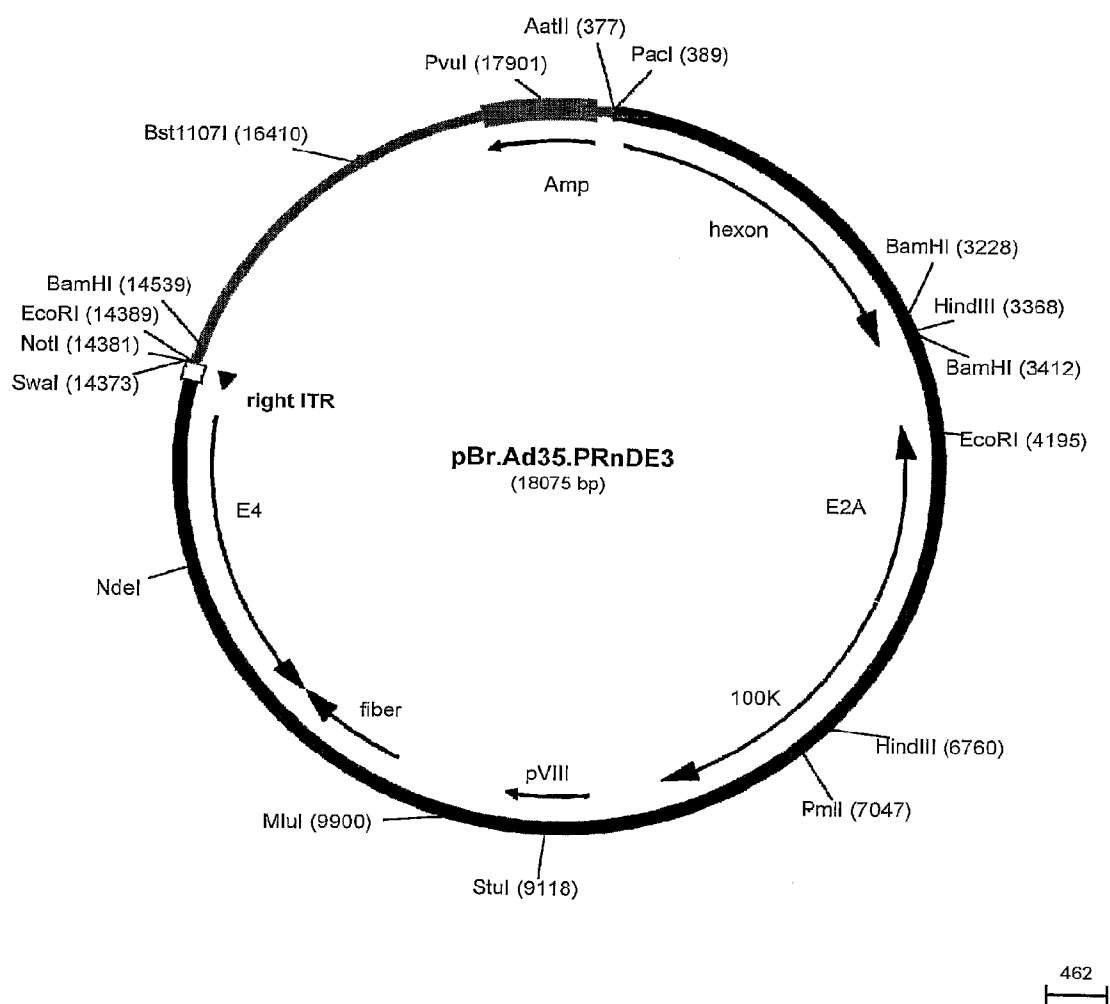 AatII (377)
PacI (389)
PvuI (17901)
Bst1107I (16410)
Amp
hexon
BamHI (3228)
HindIII (3368)
BamHI (3412)
BamHI (14539)
EcoRI (14389)
NotI (14381)
SwaI (14373)
right ITR
EcoRI (4195)
pBr.Ad35.PRnDE3
(18075 bp)
E2A
E4
NdeI
100K
fiber
HindIII (6760)
pVIII
PmlI (7047)
MluI (9900)
StuI (9118)
462